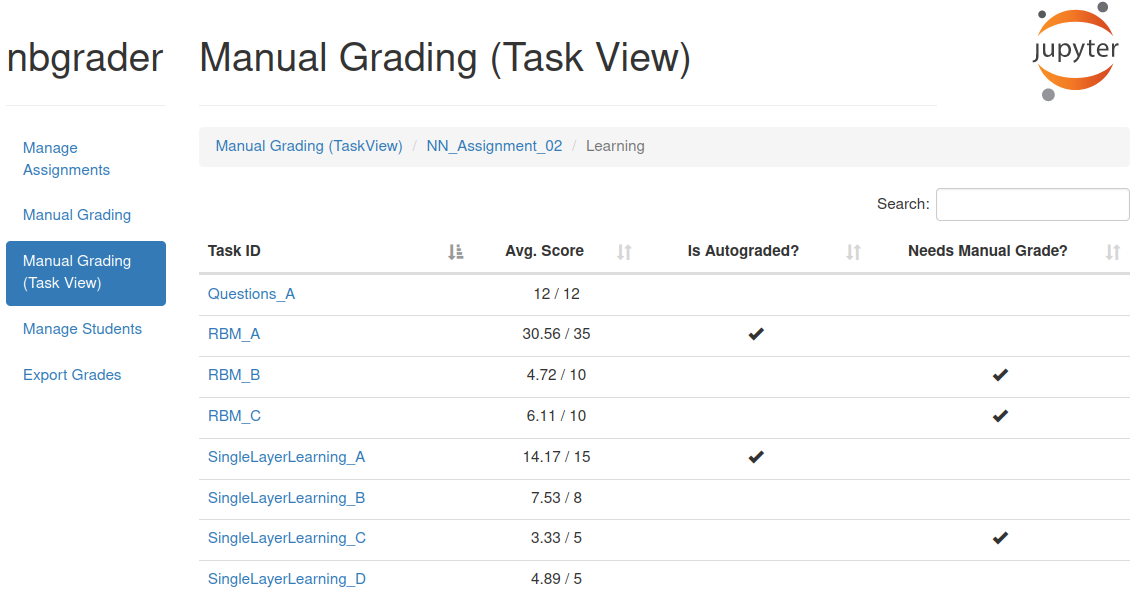 nbgrader
Manual Grading (Task View)
jupyter
Manage
Assignments
Manual Grading
Manual Grading
(Task View)
Manage Students
Export Grades
Manual Grading (TaskView) / NN_Assignment_02 / Learning
Search:
Task ID Avg. Score Is Autograded? Needs Manual Grade?
Questions_A 12 / 12
RBM_A 30.56 / 35 ✔
RBM_B 4.72 / 10 ✔
RBM_C 6.11 / 10 ✔
SingleLayerLearning_A 14.17 / 15 ✔
SingleLayerLearning_B 7.53 / 8
SingleLayerLearning_C 3.33 / 5 ✔
SingleLayerLearning_D 4.89 / 5